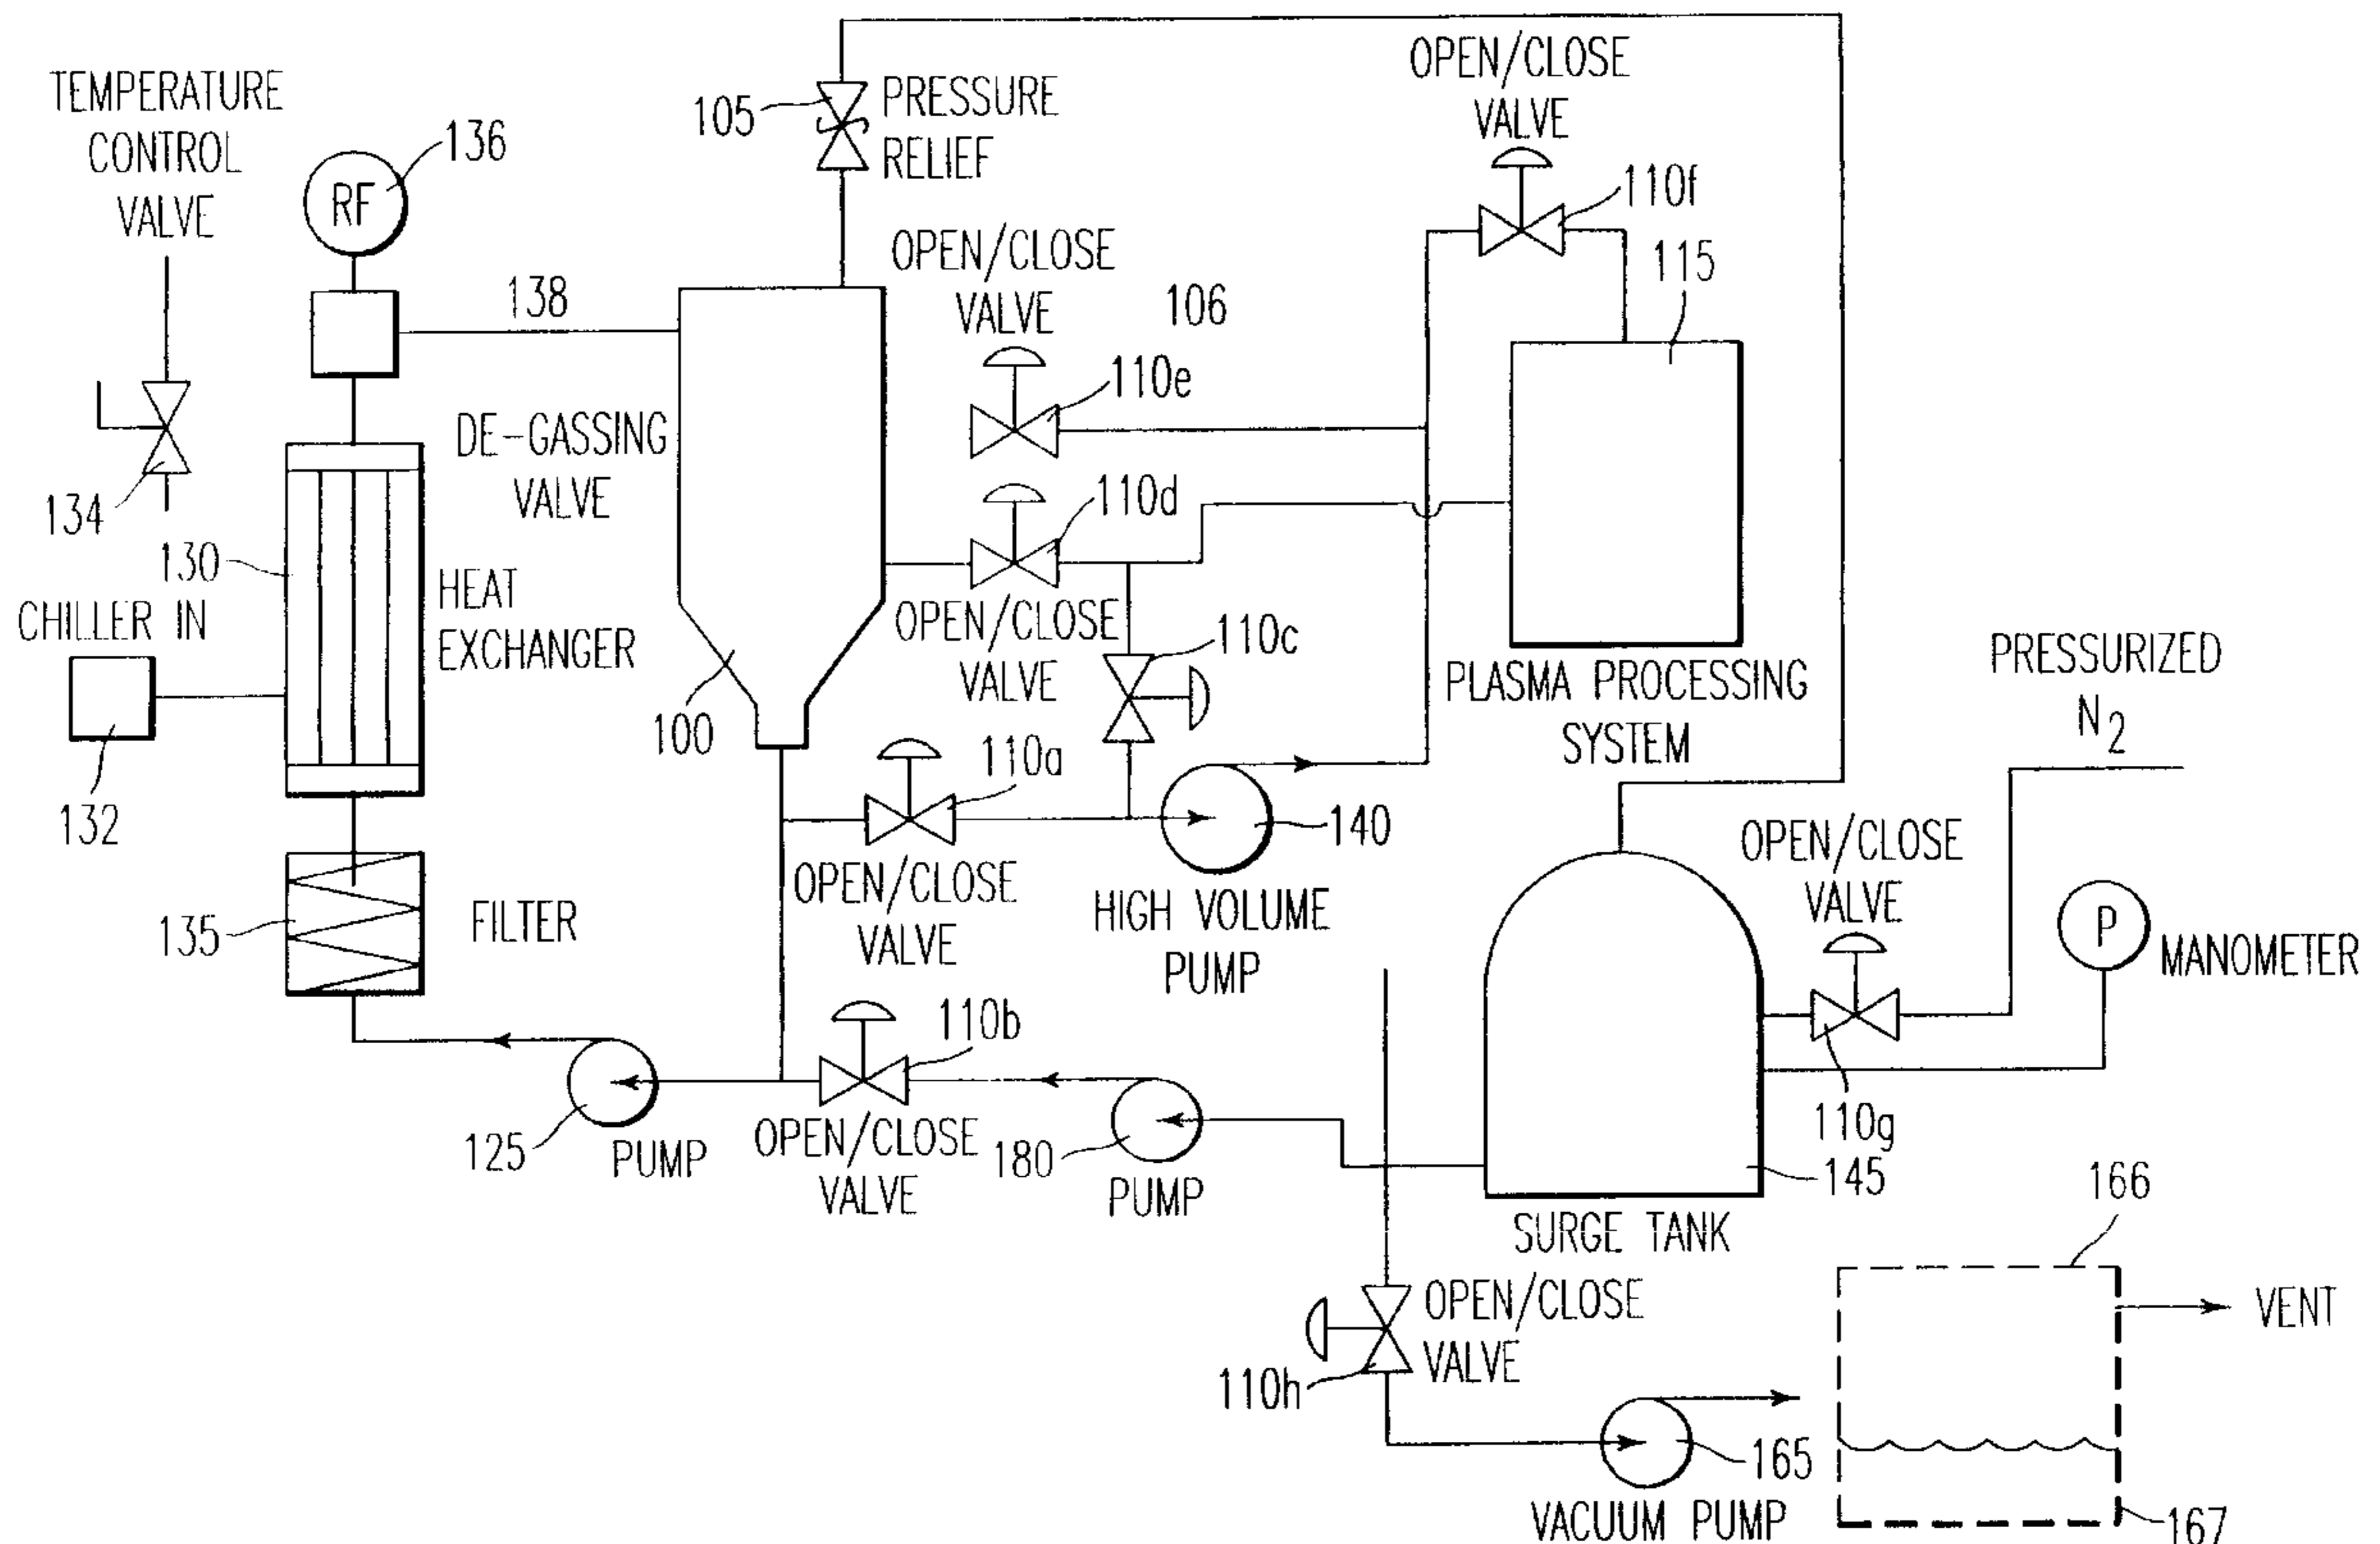 TEMPERATURE
CONTROL
VALVE
136
RF
138
134
130
CHILLER IN
132
HEAT
EXCHANGER
135
FILTER
105
PRESSURE
RELIEF
DE-GASSING
VALVE
100
OPEN/CLOSE
VALVE
106
110e
110d
OPEN/CLOSE
VALVE
110c
OPEN/CLOSE
VALVE
110f
115
PLASMA PROCESSING
SYSTEM
PRESSURIZED
N2
110a
OPEN/CLOSE
VALVE
140
HIGH VOLUME
PUMP
OPEN/CLOSE
VALVE
P
MANOMETER
110g
145
SURGE TANK
125
PUMP
110b
OPEN/CLOSE
VALVE
180
PUMP
110h
OPEN/CLOSE
VALVE
165
VACUUM PUMP
166
VENT
167